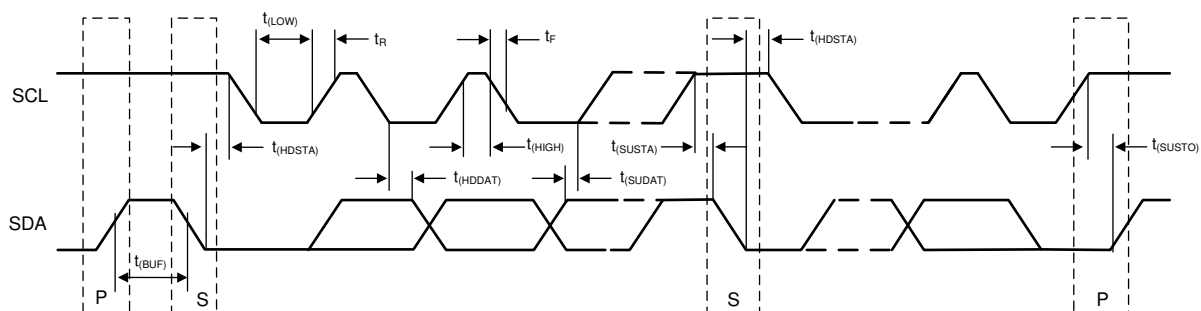 t(LOW)
tR
tF
t(HDSTA)
SCL
t(HDSTA)
t(HIGH)
t(SUSTA)
t(SUSTO)
t(HDDAT)
t(SUDAT)
SDA
t(BUF)
P
S
S
P